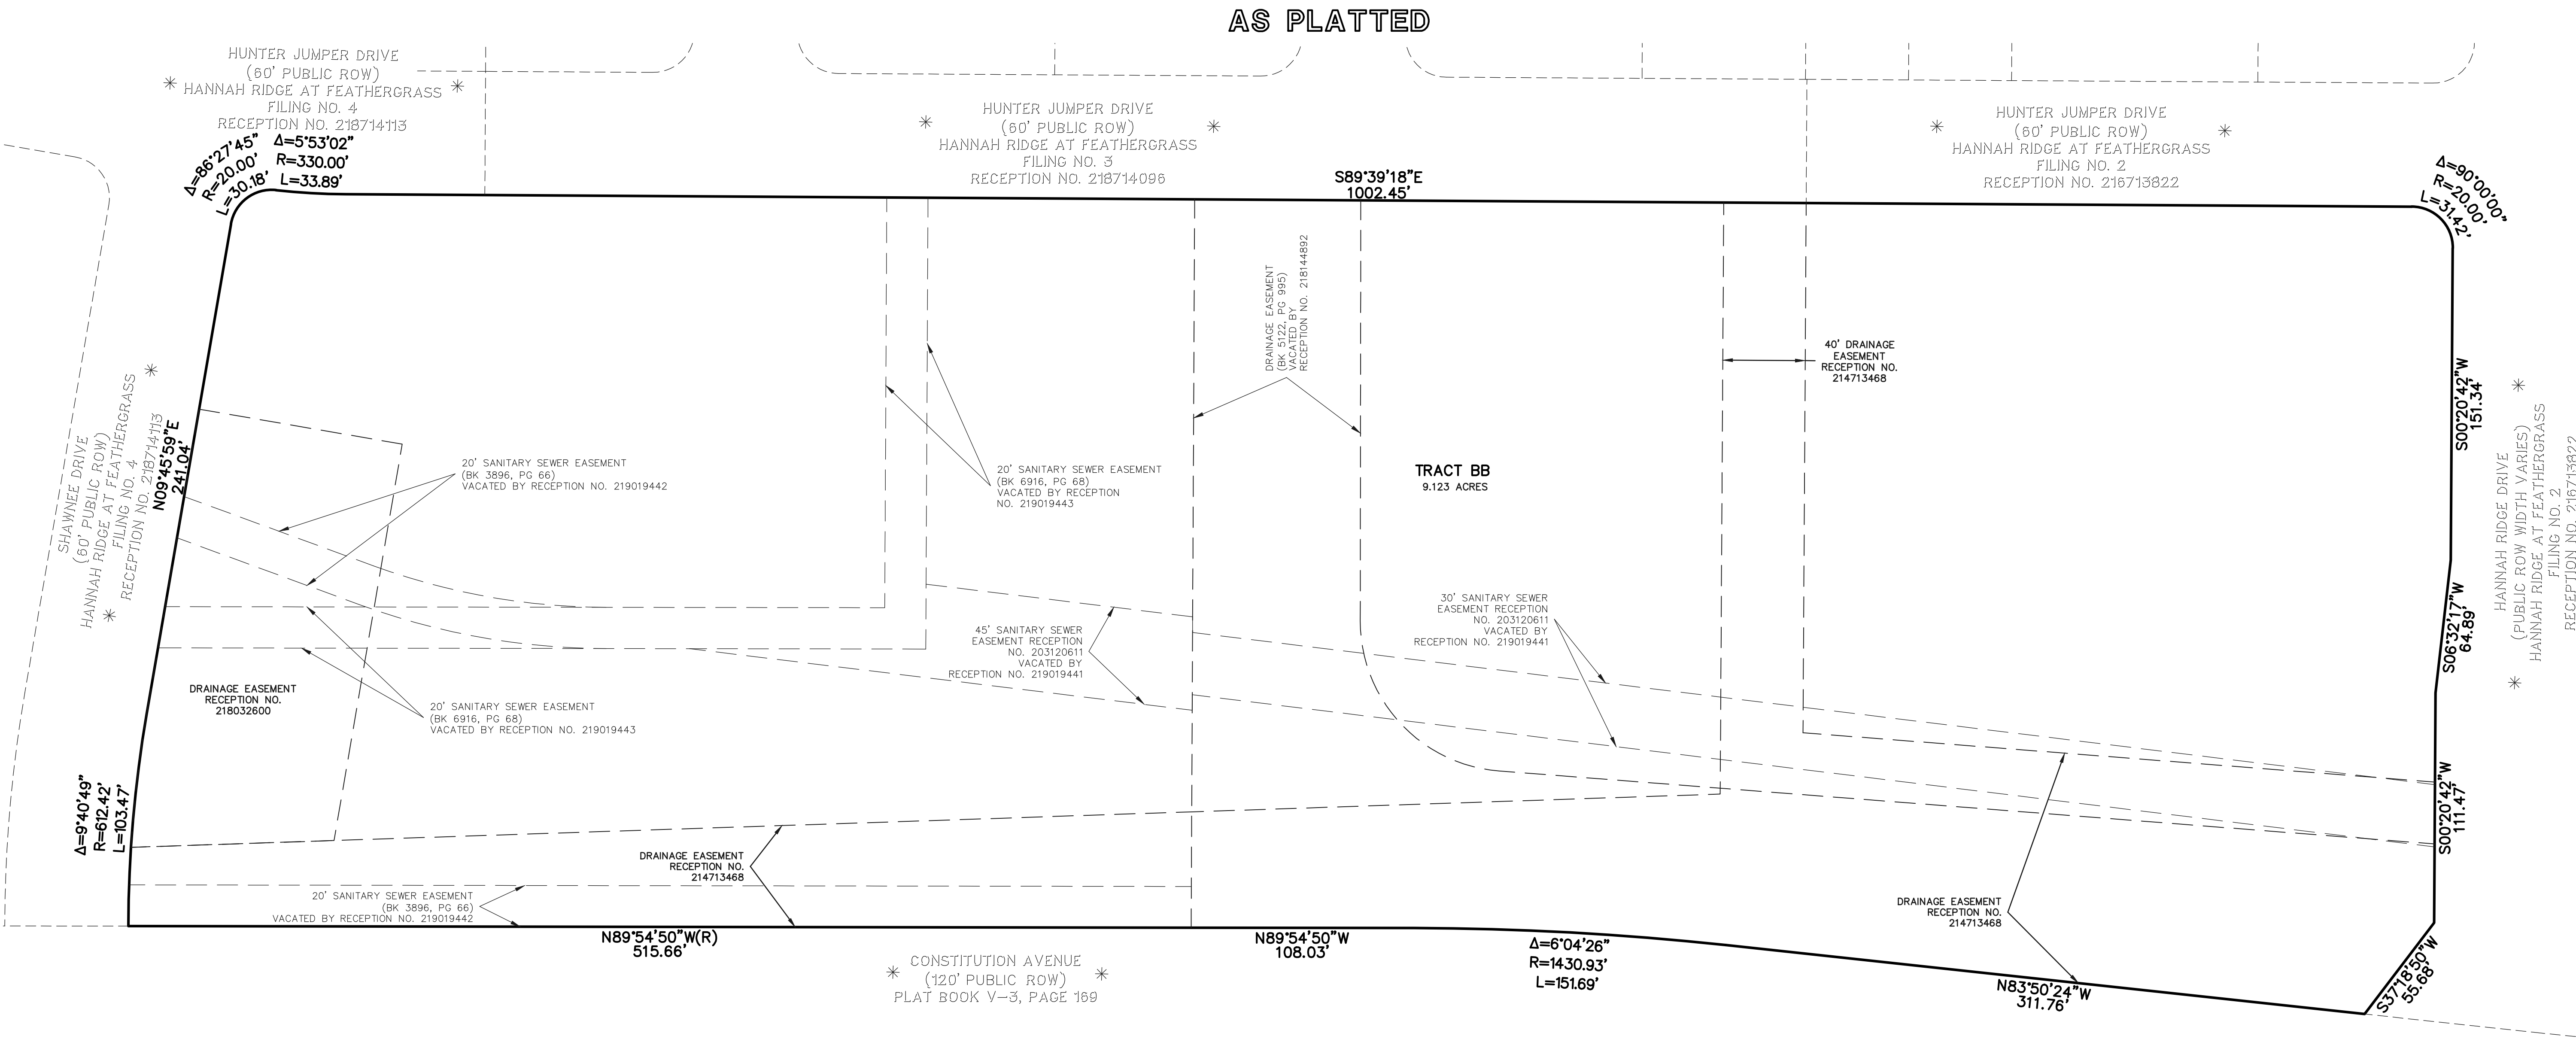 AS PLATTED
HUNTER JUMPER DRIVE
(60' PUBLIC ROW)
* HANNAH RIDGE AT FEATHERGRASS *
FILING NO. 4
RECEPTION NO. 218714113
HUNTER JUMPER DRIVE
* (60' PUBLIC ROW) *
HANNAH RIDGE AT FEATHERGRASS
FILING NO. 3
RECEPTION NO. 218714096
HUNTER JUMPER DRIVE
* (60' PUBLIC ROW) *
HANNAH RIDGE AT FEATHERGRASS
FILING NO. 2
RECEPTION NO. 216713822
Δ=86°27'45"
R=20.00'
L=30.18'
Δ=5°53'02"
R=330.00'
L=33.89'
S89°39'18"E
1002.45'
Δ=90°00'00"
R=20.00'
L=31.42'
DRAINAGE EASEMENT
(BK 5122, PG 995)
VACATED BY
RECEPTION NO. 218144892
40' DRAINAGE
EASEMENT
RECEPTION NO.
214713468
S00°20'42"W
151.34'
SHAWNEE DRIVE
(60' PUBLIC ROW)
* HANNAH RIDGE AT FEATHERGRASS *
FILING NO. 4
RECEPTION NO. 218714113
N09°45'59"E
241.04'
20' SANITARY SEWER EASEMENT
(BK 3896, PG 66)
VACATED BY RECEPTION NO. 219019442
20' SANITARY SEWER EASEMENT
(BK 6916, PG 68)
VACATED BY RECEPTION
NO. 219019443
TRACT BB
9.123 ACRES
HANNAH RIDGE DRIVE
* (PUBLIC ROW WIDTH VARIES) *
HANNAH RIDGE AT FEATHERGRASS
FILING NO. 2
RECEPTION NO. 216713822
S06°32'17"W
64.89'
45' SANITARY SEWER
EASEMENT RECEPTION
NO. 203120611
VACATED BY
RECEPTION NO. 219019441
30' SANITARY SEWER
EASEMENT RECEPTION
NO. 203120611
VACATED BY
RECEPTION NO. 219019441
DRAINAGE EASEMENT
RECEPTION NO.
218032600
20' SANITARY SEWER EASEMENT
(BK 6916, PG 68)
VACATED BY RECEPTION NO. 219019443
Δ=9°40'49"
R=612.42'
L=103.47'
S00°20'42"W
111.47'
DRAINAGE EASEMENT
RECEPTION NO.
214713468
20' SANITARY SEWER EASEMENT
(BK 3896, PG 66)
VACATED BY RECEPTION NO. 219019442
DRAINAGE EASEMENT
RECEPTION NO.
214713468
N89°54'50"W(R)
515.66'
N89°54'50"W
108.03'
Δ=6°04'26"
R=1430.93'
L=151.69'
N83°50'24"W
311.76'
S37°18'50"W
55.68'
* CONSTITUTION AVENUE *
(120' PUBLIC ROW)
PLAT BOOK V-3, PAGE 169